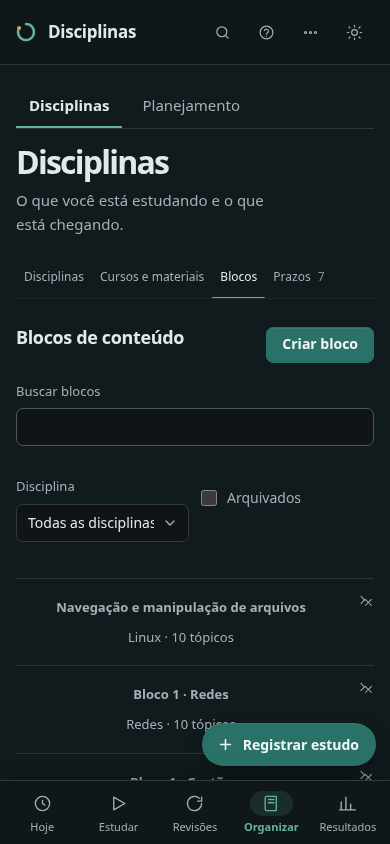 Disciplinas
Disciplinas
Planejamento
Disciplinas
O que você está estudando e o que
está chegando.
Disciplinas
Cursos e materiais
Blocos
Prazos 7
Blocos de conteúdo
Criar bloco
Buscar blocos
Disciplina
Todas as disciplinas
Arquivados
Navegação e manipulação de arquivos
Linux · 10 tópicos
Bloco 1 · Redes
Redes · 10 tópicos
Registrar estudo
Hoje
Estudar
Revisões
Organizar
Resultados